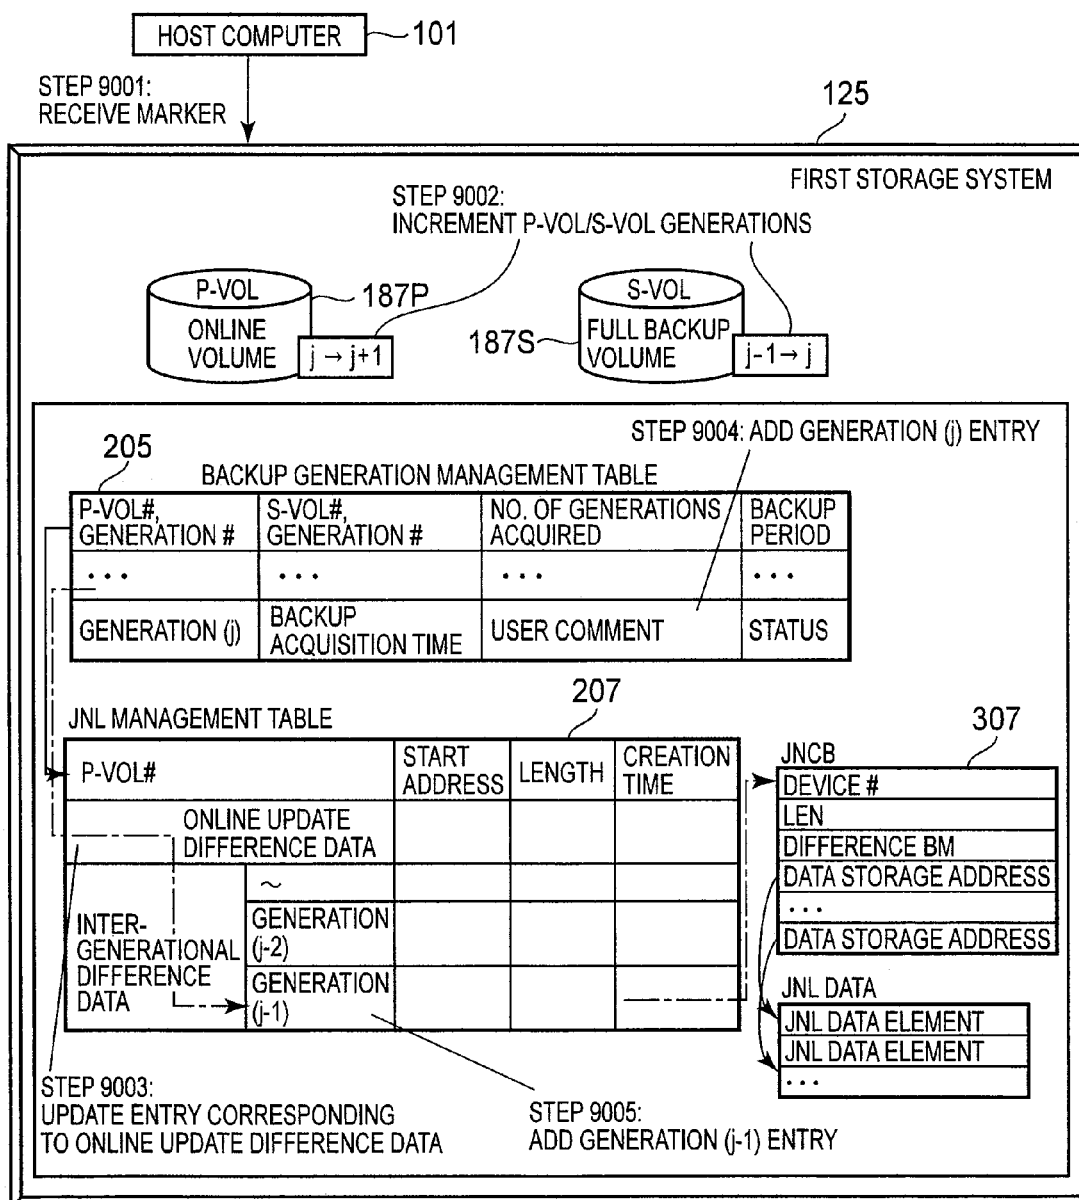 HOST COMPUTER
101
STEP 9001:
RECEIVE MARKER
125
FIRST STORAGE SYSTEM
STEP 9002:
INCREMENT P-VOL/S-VOL GENERATIONS
P-VOL
ONLINE
VOLUME
187P
j → j+1
S-VOL
FULL BACKUP
VOLUME
187S
j-1 → j
STEP 9004: ADD GENERATION (j) ENTRY
205
BACKUP GENERATION MANAGEMENT TABLE
P-VOL#,
GENERATION #
S-VOL#,
GENERATION #
NO. OF GENERATIONS
ACQUIRED
BACKUP
PERIOD
• • •
• • •
• • •
• • •
GENERATION (j)
BACKUP
ACQUISITION TIME
USER COMMENT
STATUS
207
JNL MANAGEMENT TABLE
P-VOL#
START
ADDRESS
LENGTH
CREATION
TIME
ONLINE UPDATE
DIFFERENCE DATA
INTER-
GENERATIONAL
DIFFERENCE
DATA
~
GENERATION
(j-2)
GENERATION
(j-1)
307
JNCB
DEVICE #
LEN
DIFFERENCE BM
DATA STORAGE ADDRESS
• • •
DATA STORAGE ADDRESS
JNL DATA
JNL DATA ELEMENT
JNL DATA ELEMENT
• • •
STEP 9003:
UPDATE ENTRY CORRESPONDING
TO ONLINE UPDATE DIFFERENCE DATA
STEP 9005:
ADD GENERATION (j-1) ENTRY